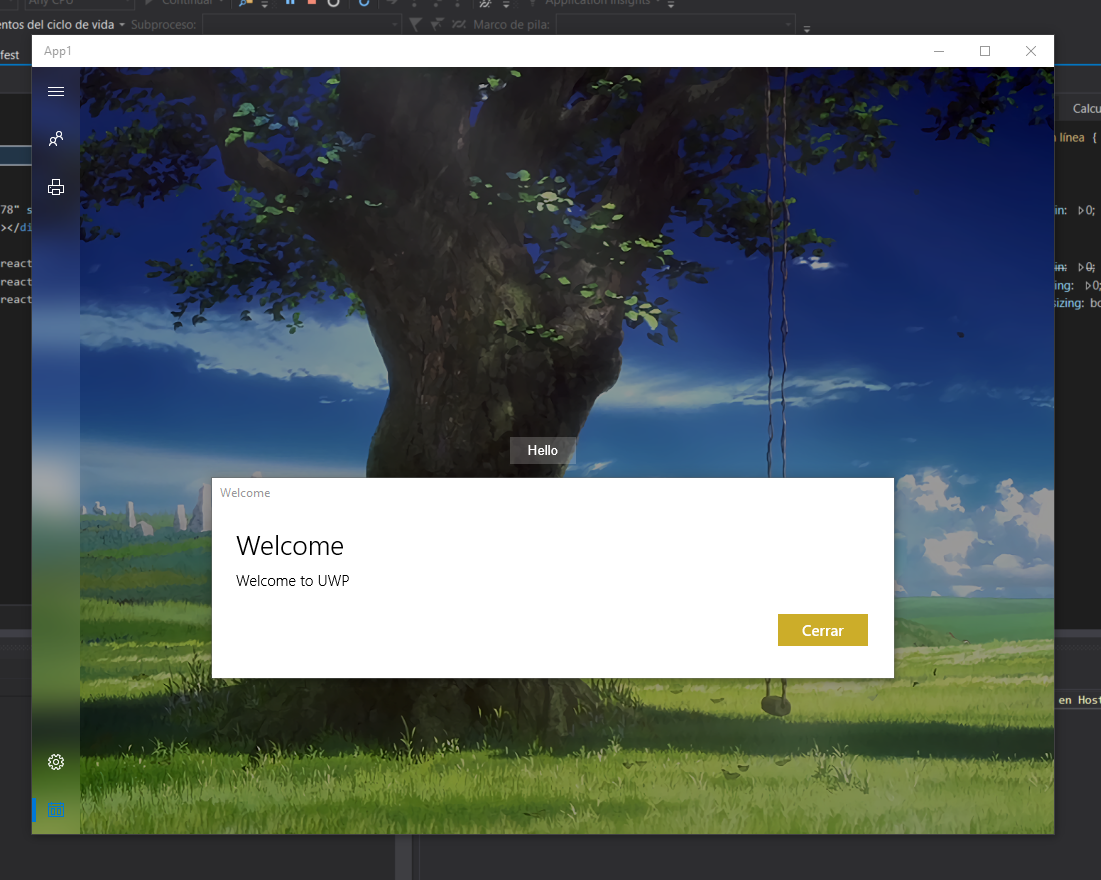 Any CPU
Continuar
Application Insights
entos del ciclo de vida
Subproceso:
Marco de pila:
fest
App1
Calcu
línea {
78" s
></di
in: 0;
react
react
react
in: 0;
ing: 0;
sizing: bo
Hello
Welcome
Welcome
Welcome to UWP
Cerrar
en Host